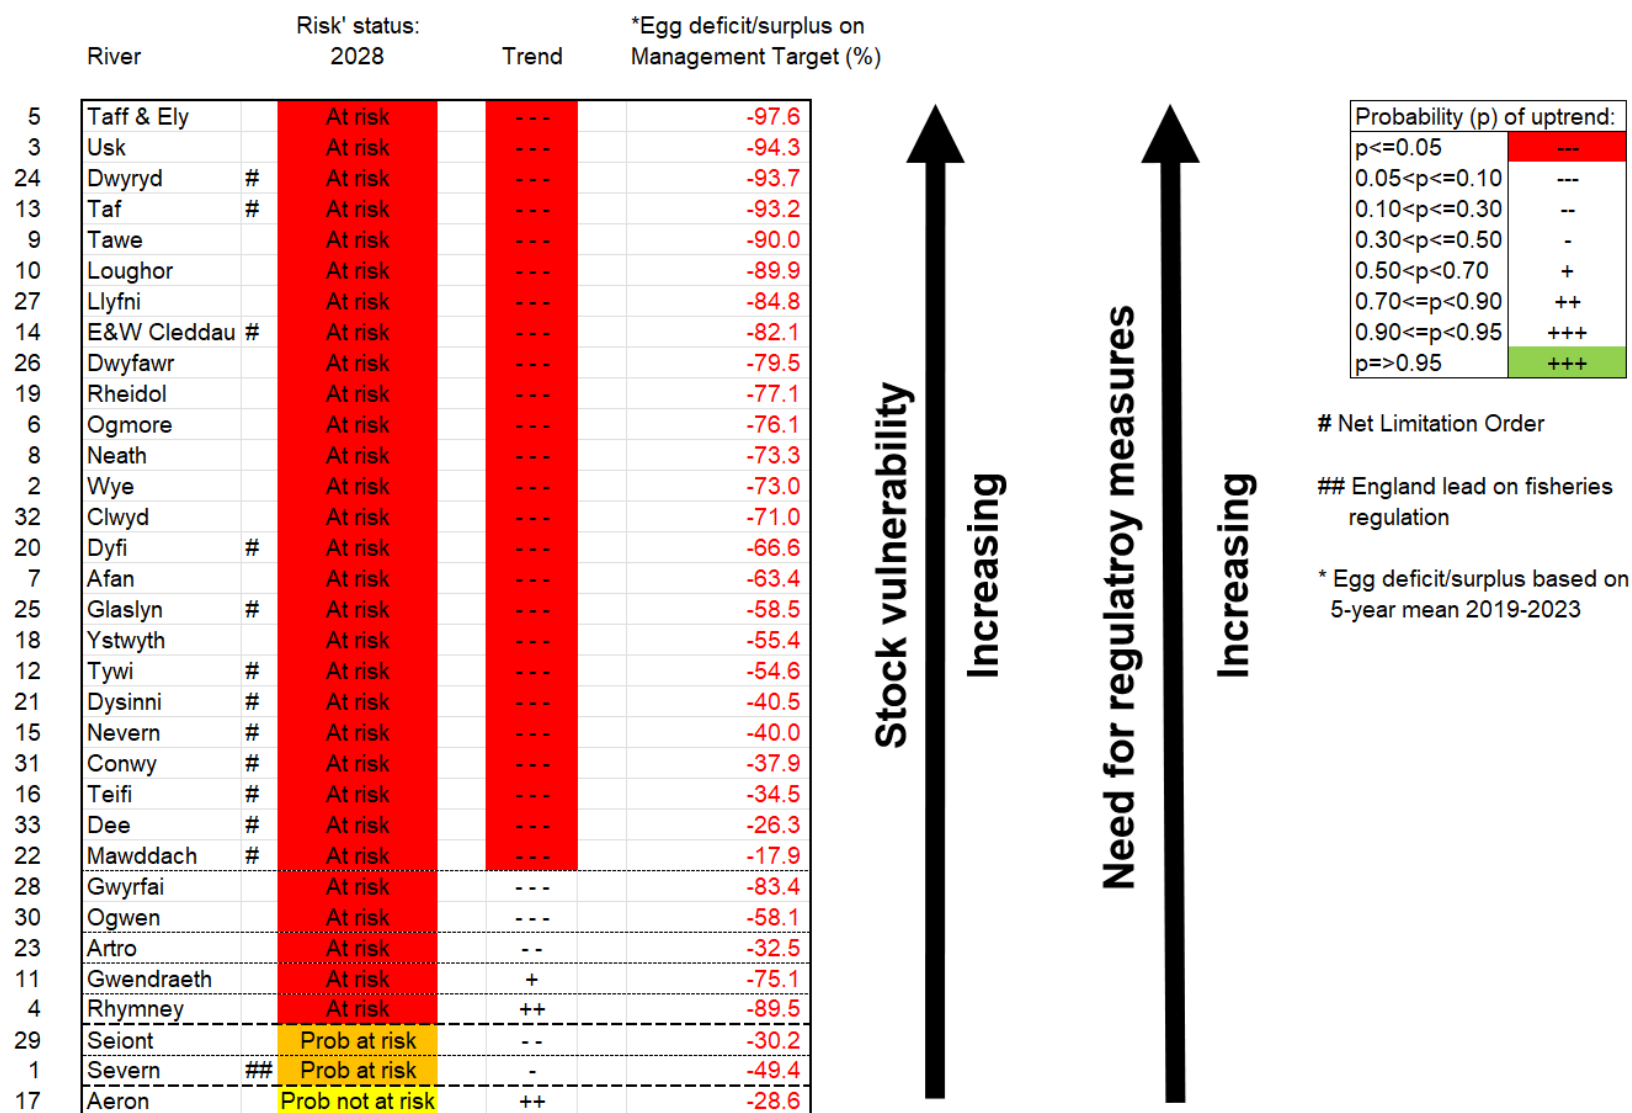 Risk' status:
*Egg deficit/surplus on
River 2028 Trend Management Target (%)
5 Taff & Ely At risk - - - -97.6
3 Usk At risk - - - -94.3
24 Dwyryd # At risk - - - -93.7
13 Taf # At risk - - - -93.2
9 Tawe At risk - - - -90.0
10 Loughor At risk - - - -89.9
27 Llyfni At risk - - - -84.8
14 E&W Cleddau # At risk - - - -82.1
26 Dwyfawr At risk - - - -79.5
19 Rheidol At risk - - - -77.1
6 Ogmore At risk - - - -76.1
8 Neath At risk - - - -73.3
2 Wye At risk - - - -73.0
32 Clwyd At risk - - - -71.0
20 Dyfi # At risk - - - -66.6
7 Afan At risk - - - -63.4
25 Glaslyn # At risk - - - -58.5
18 Ystwyth At risk - - - -55.4
12 Tywi # At risk - - - -54.6
21 Dysinni # At risk - - - -40.5
15 Nevern # At risk - - - -40.0
31 Conwy # At risk - - - -37.9
16 Teifi # At risk - - - -34.5
33 Dee # At risk - - - -26.3
22 Mawddach # At risk - - - -17.9
28 Gwyrfai At risk - - - -83.4
30 Ogwen At risk - - - -58.1
23 Artro At risk - - -32.5
11 Gwendraeth At risk + -75.1
4 Rhymney At risk ++ -89.5
29 Seiont Prob at risk - - -30.2
1 Severn ## Prob at risk - -49.4
17 Aeron Prob not at risk ++ -28.6
Stock vulnerability
Increasing
Need for regulatroy measures
Increasing
Probability (p) of uptrend:
p<=0.05 ---
0.05<p<=0.10 ---
0.10<p<=0.30 --
0.30<p<=0.50 -
0.50<p<0.70 +
0.70<=p<0.90 ++
0.90<=p<0.95 +++
p=>0.95 +++
# Net Limitation Order
## England lead on fisheries
regulation
* Egg deficit/surplus based on
5-year mean 2019-2023